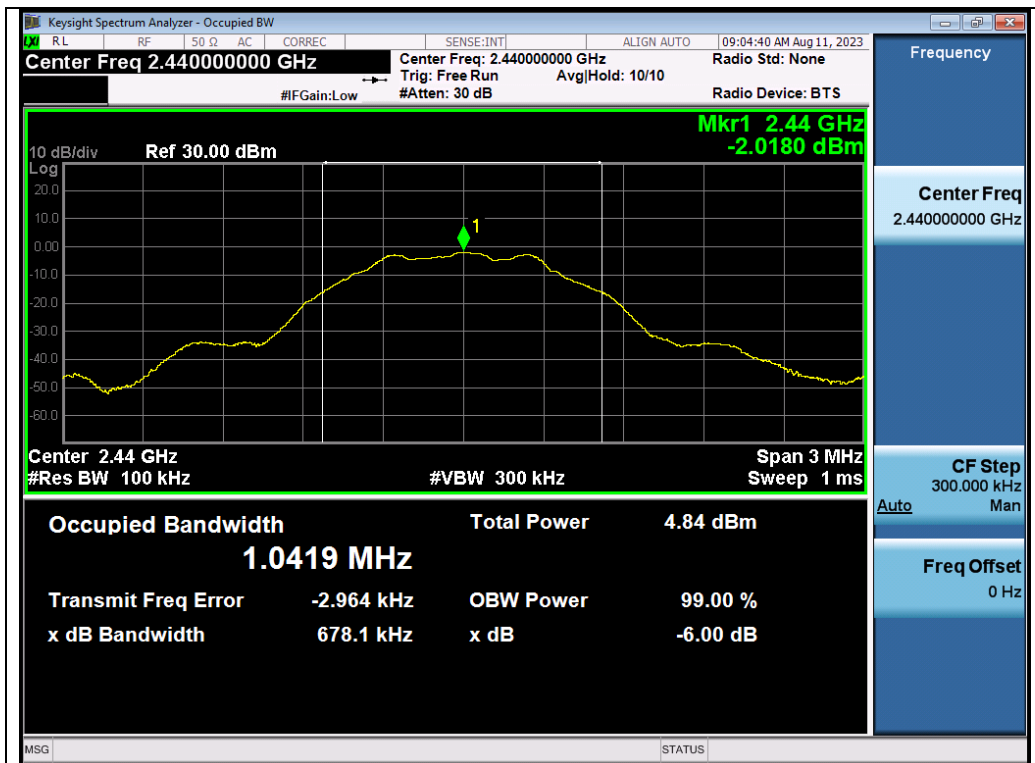 Keysight Spectrum Analyzer - Occupied BW
LXI RL RF 50 Ω AC CORREC SENSE:INT ALIGN AUTO 09:04:40 AM Aug 11, 2023
Center Freq 2.440000000 GHz
Center Freq: 2.440000000 GHz
Radio Std: None
Trig: Free Run Avg|Hold: 10/10
#IFGain:Low
#Atten: 30 dB
Radio Device: BTS
Frequency
Mkr1 2.44 GHz
-2.0180 dBm
10 dB/div Ref 30.00 dBm
Log
20.0
10.0
0.00
-10.0
-20.0
-30.0
-40.0
-50.0
-60.0
1
Center 2.44 GHz Span 3 MHz
#Res BW 100 kHz #VBW 300 kHz Sweep 1 ms
Center Freq
2.440000000 GHz
CF Step
300.000 kHz
Auto Man
Freq Offset
0 Hz
Occupied Bandwidth Total Power 4.84 dBm
1.0419 MHz
Transmit Freq Error -2.964 kHz OBW Power 99.00 %
x dB Bandwidth 678.1 kHz x dB -6.00 dB
MSG STATUS